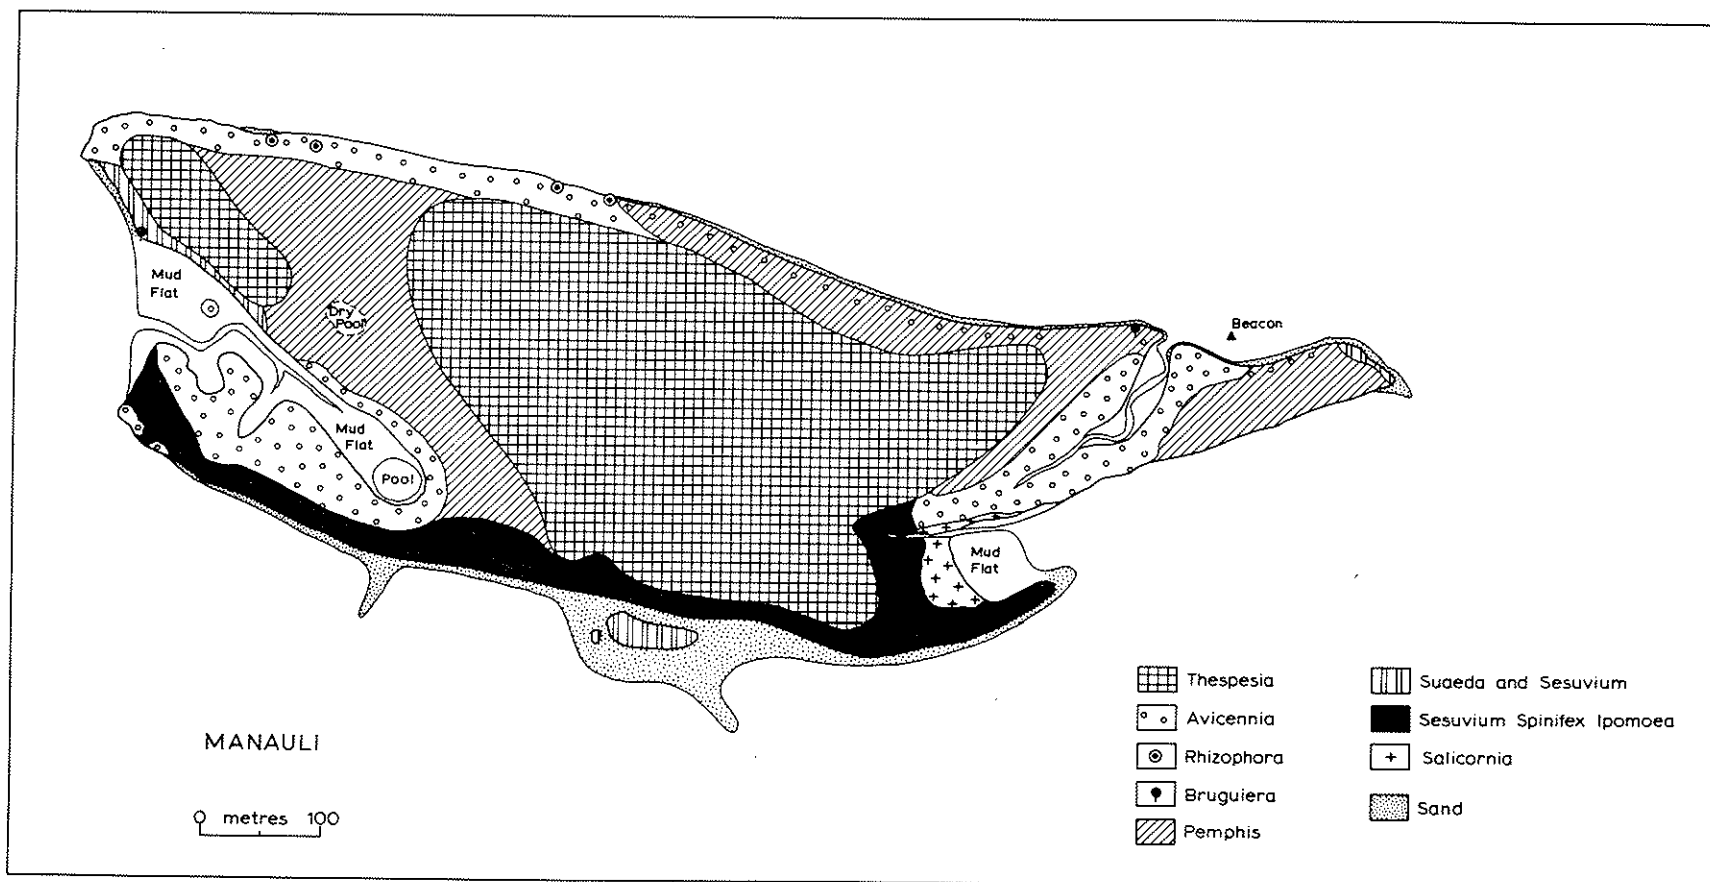 Beacon
Mud
Flat
Dry
Pool
Mud
Flat
Pool
Mud
Flat
MANAULI
0 metres 100
Thespesia
Avicennia
Rhizophora
Bruguiera
Pemphis
Suaeda and Sesuvium
Sesuvium Spinifex Ipomoea
Salicornia
Sand